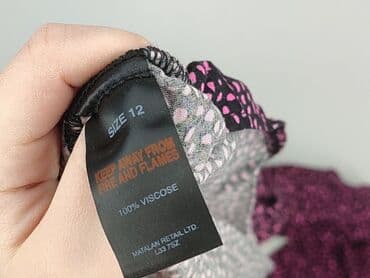 SIZE 12
KEEP AWAY FROM
FIRE AND FLAMES
100% VISCOSE
MATALAN RETAIL LTD.
L33 7SZ